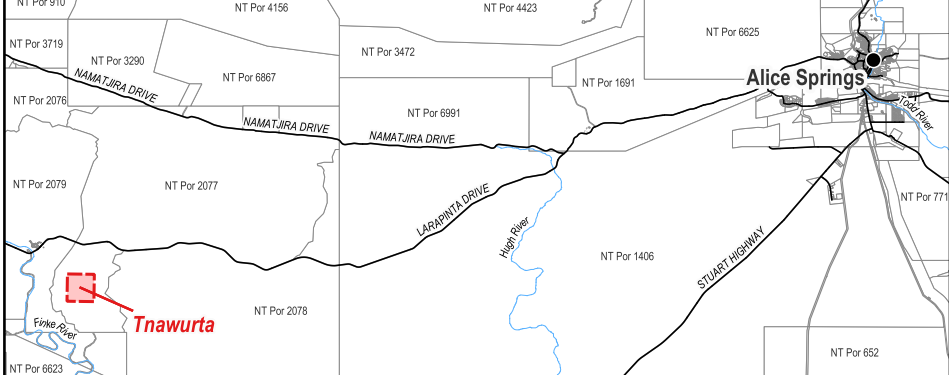 NT Por 910
NT Por 4156
NT Por 4423
NT Por 6625
NT Por 3719
NT Por 3290
NT Por 3472
NT Por 6867
NT Por 1691
Alice Springs
NAMATJIRA DRIVE
NT Por 2076
NT Por 6991
Todd River
NAMATJIRA DRIVE
NAMATJIRA DRIVE
NT Por 2079
NT Por 2077
NT Por 771
LARAPINTA DRIVE
Hugh River
NT Por 1406
STUART HIGHWAY
NT Por 2078
Tnawurta
Finke River
NT Por 652
NT Por 6623